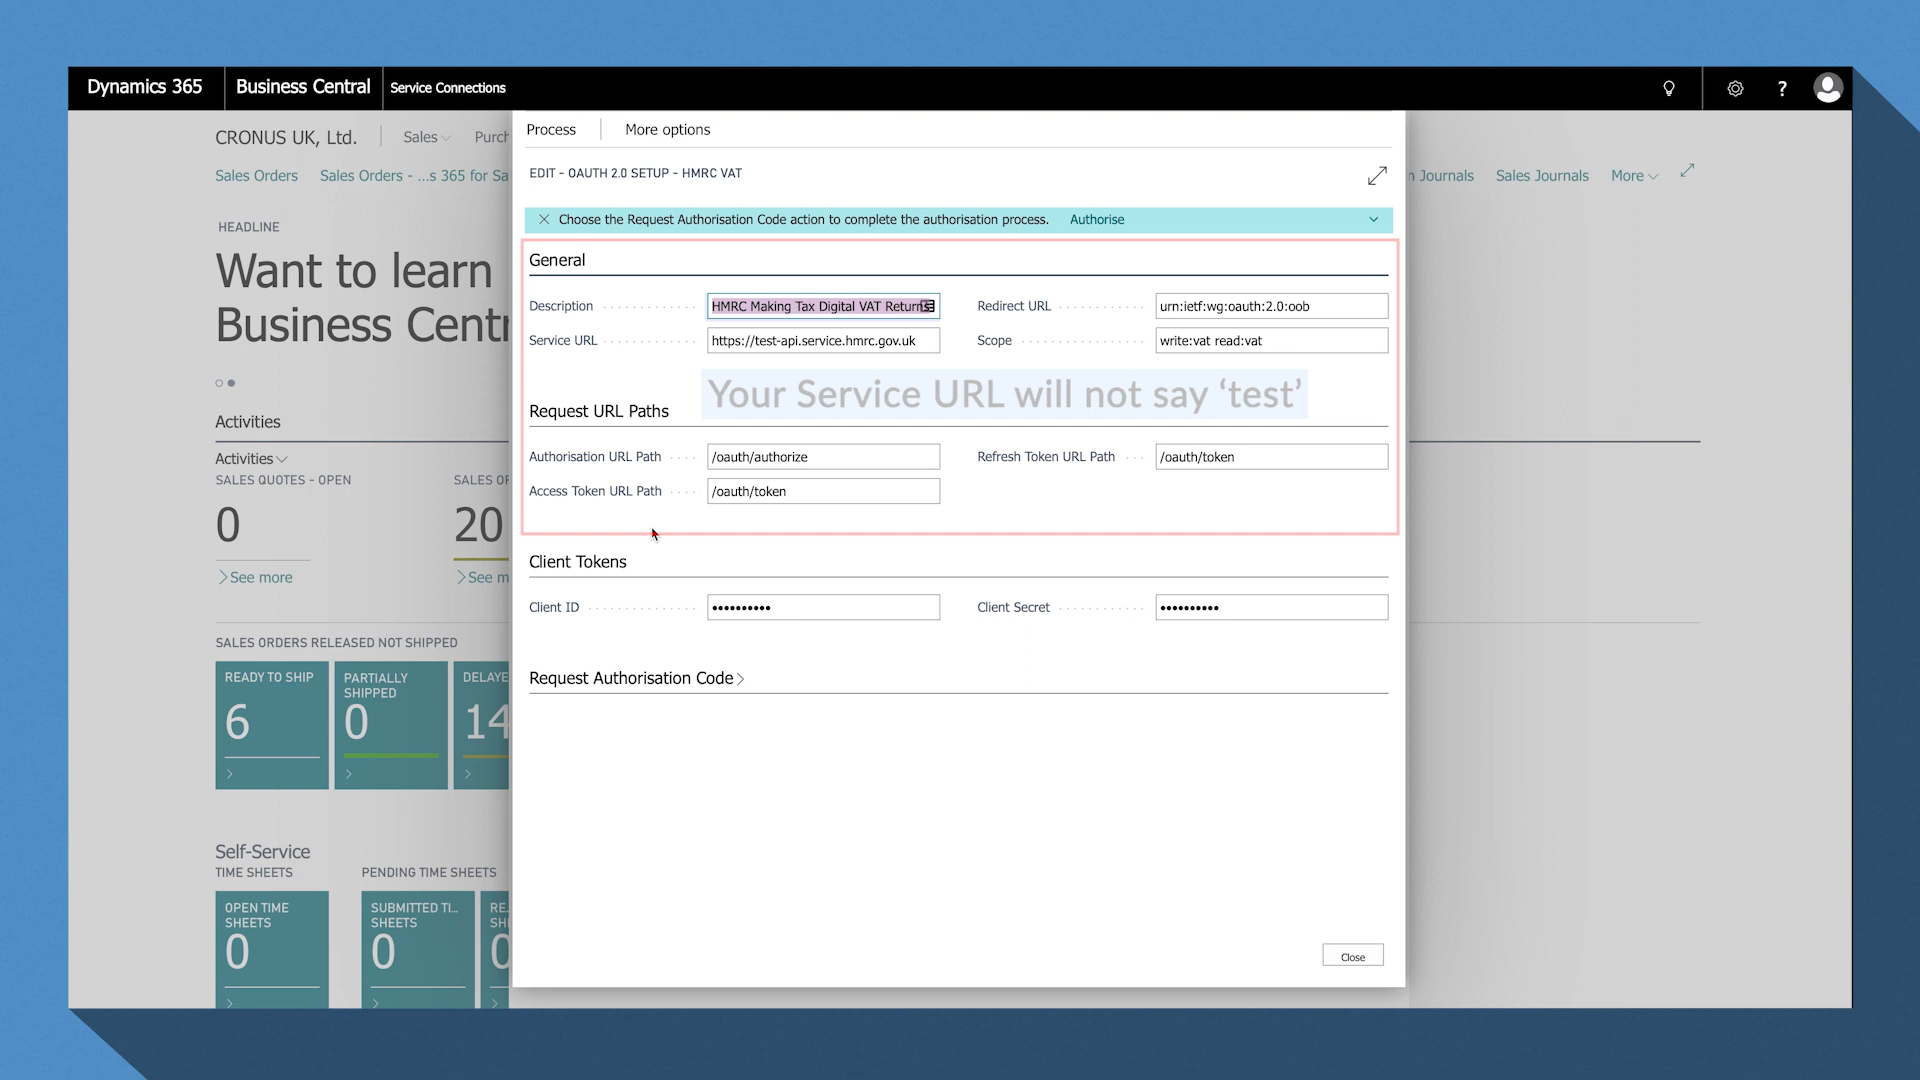 Dynamics 365 Business Central Service Connections ?
CRONUS UK, Ltd. Sales Purch
Sales Orders Sales Orders - ...s 365 for Sa Journals Sales Journals More
HEADLINE
Want to learn
Business Centr
Activities
Activities
SALES QUOTES - OPEN SALES OF
0 20
See more See m
SALES ORDERS RELEASED NOT SHIPPED
READY TO SHIP
6
PARTIALLY
SHIPPED
0
DELAYE
14
Self-Service
TIME SHEETS PENDING TIME SHEETS
OPEN TIME
SHEETS
0
SUBMITTED TI...
SHEETS
0
RE.
SH
0
Process More options
EDIT - OAUTH 2.0 SETUP - HMRC VAT
Choose the Request Authorisation Code action to complete the authorisation process. Authorise
General
Description HMRC Making Tax Digital VAT Returns Redirect URL urn:ietf:wg:oauth:2.0:oob
Service URL https://test-api.service.hmrc.gov.uk Scope write:vat read:vat
Your Service URL will not say ‘test’
Request URL Paths
Authorisation URL Path /oauth/authorize Refresh Token URL Path /oauth/token
Access Token URL Path /oauth/token
Client Tokens
Client ID •••••••••• Client Secret ••••••••••
Request Authorisation Code
Close